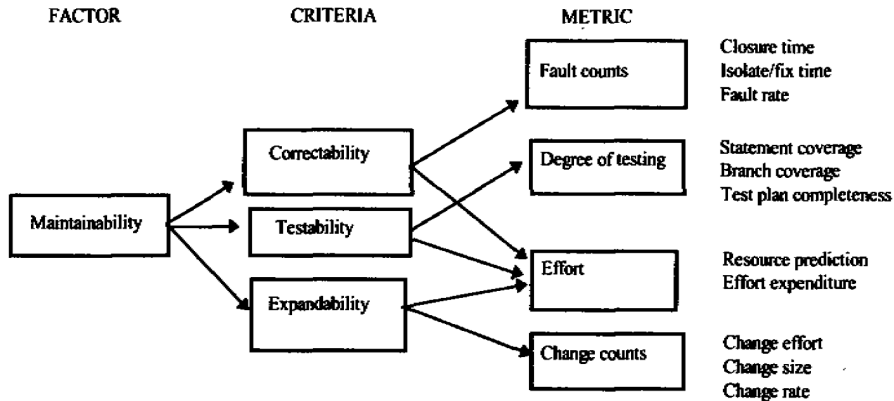 FACTOR
CRITERIA
METRIC
Maintainability
Correctability
Testability
Expandability
Fault counts
Closure time
Isolate/fix time
Fault rate
Degree of testing
Statement coverage
Branch coverage
Test plan completeness
Effort
Resource prediction
Effort expenditure
Change counts
Change effort
Change size
Change rate